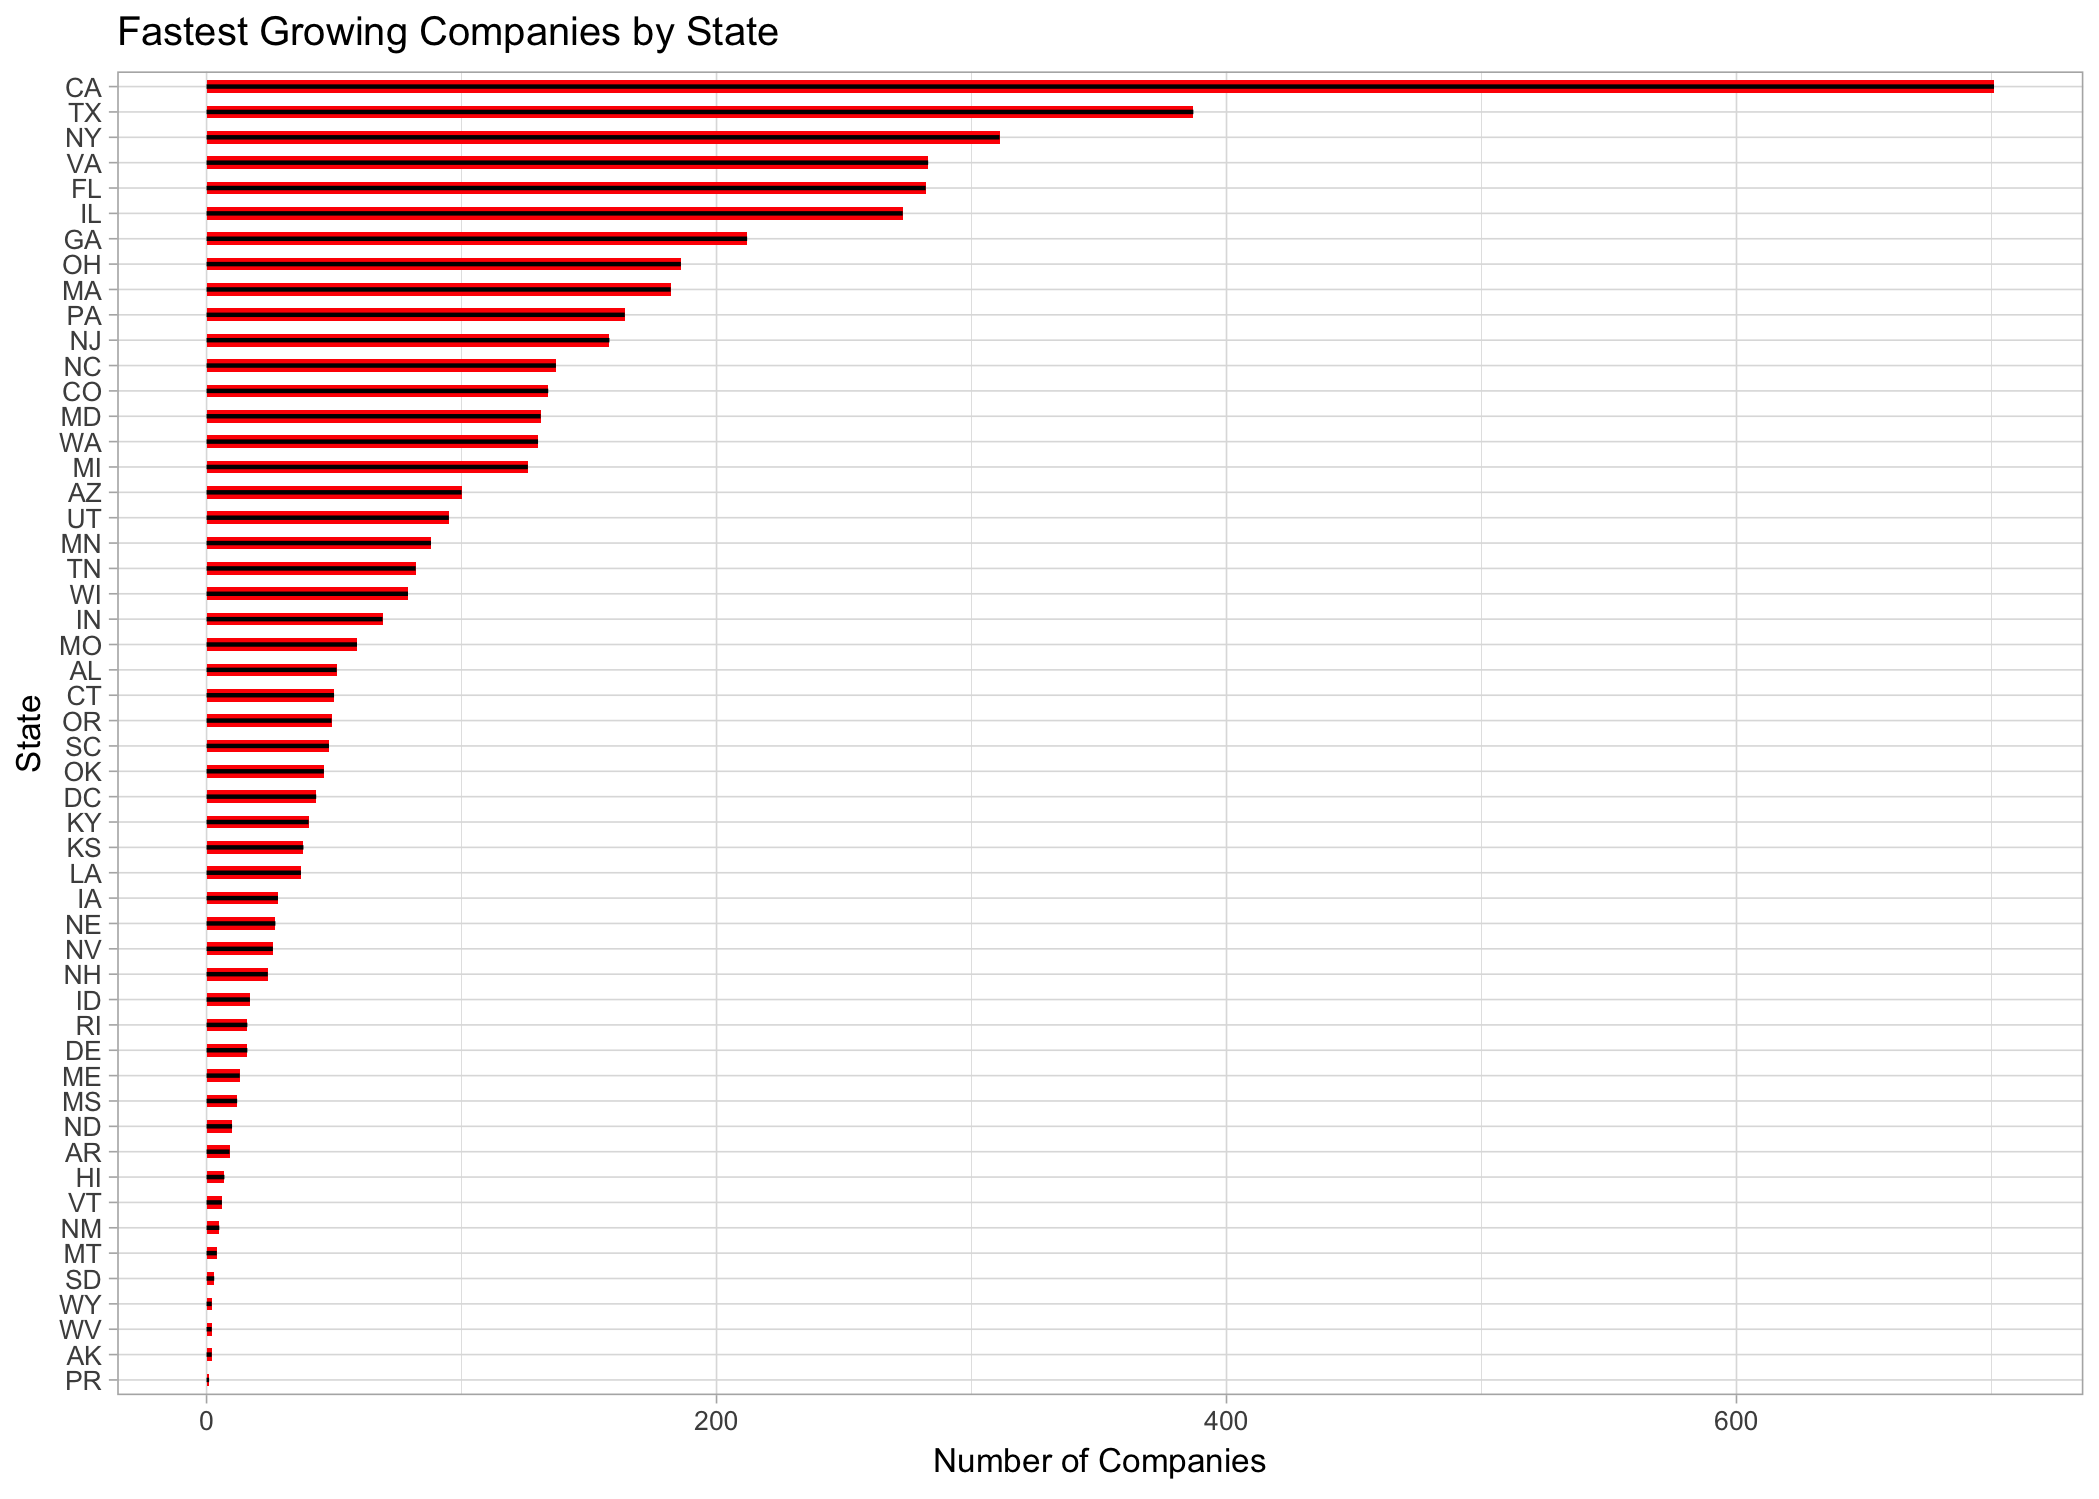 Fastest Growing Companies by State
CA
TX
NY
VA
FL
IL
GA
OH
MA
PA
NJ
NC
CO
MD
WA
MI
AZ
UT
MN
TN
WI
IN
MO
AL
CT
OR
SC
OK
DC
KY
KS
LA
IA
NE
NV
NH
ID
RI
DE
ME
MS
ND
AR
HI
VT
NM
MT
SD
WY
WV
AK
PR
State
0 200 400 600
Number of Companies